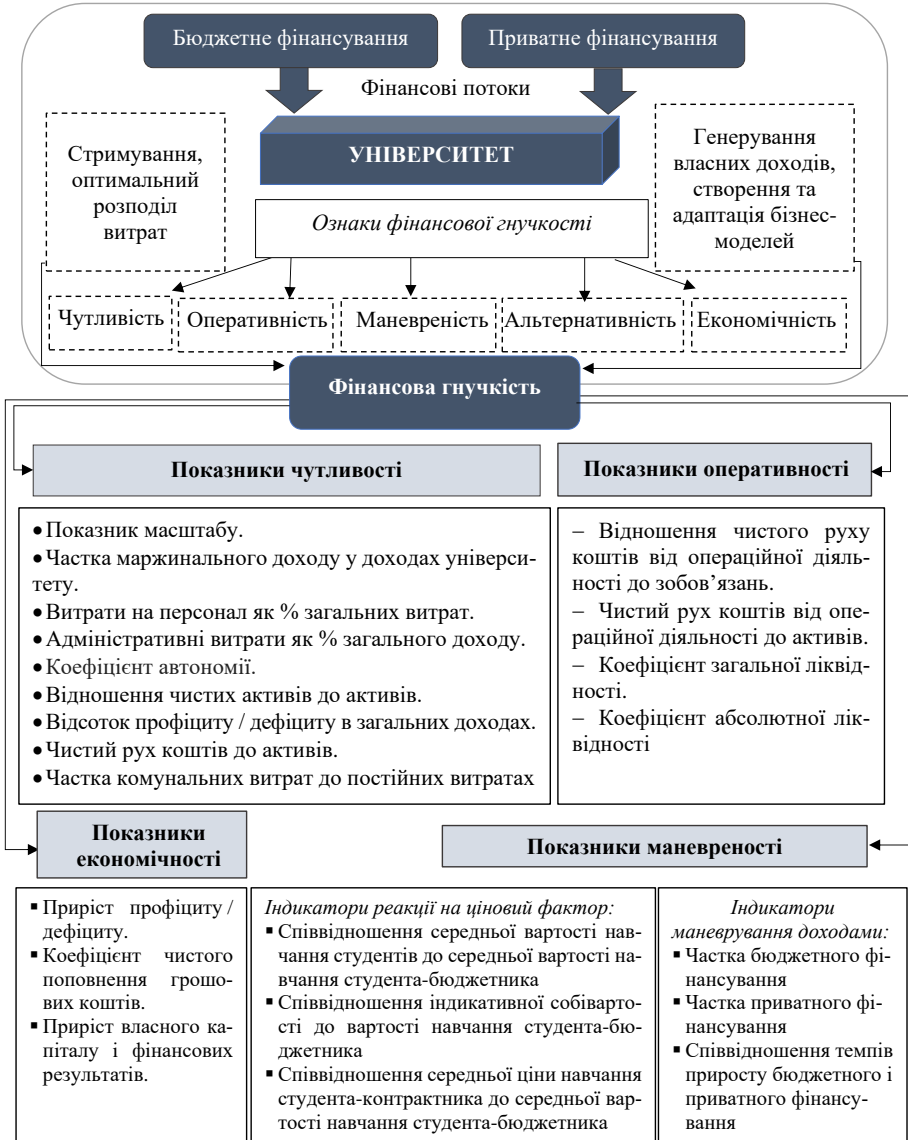 Бюджетне фінансування
Приватне фінансування
Фінансові потоки
Стримування,
оптимальний
розподіл
витрат
УНІВЕРСИТЕТ
Генерування
власних доходів,
створення та
адаптація бізнес-
моделей
Ознаки фінансової гнучкості
Чутливість
Оперативність
Маневреність
Альтернативність
Економічність
Фінансова гнучкість
Показники чутливості
Показники оперативності
•Показник масштабу.
•Частка маржинального доходу у доходах універси-
тету.
•Витрати на персонал як % загальних витрат.
•Адміністративні витрати як % загального доходу.
•Коефіцієнт автономії.
•Відношення чистих активів до активів.
•Відсоток профіциту / дефіциту в загальних доходах.
•Чистий рух коштів до активів.
•Частка комунальних витрат до постійних витратах
– Відношення чистого руху
коштів від операційної діяль-
ності до зобов’язань.
– Чистий рух коштів від опе-
раційної діяльності до активів.
– Коефіцієнт загальної ліквід-
ності.
– Коефіцієнт абсолютної лік-
відності
Показники
економічності
Показники маневреності
▪ Приріст профіциту /
дефіциту.
▪ Коефіцієнт чистого
поповнення грошо-
вих коштів.
▪ Приріст власного ка-
піталу і фінансових
результатів.
Індикатори реакції на ціновий фактор:
▪ Співвідношення середньої вартості нав-
чання студентів до середньої вартості на-
вчання студента-бюджетника
▪ Співвідношення індикативної собіварто-
сті до вартості навчання студента-бю-
джетника
▪ Співвідношення середньої ціни навчання
студента-контрактника до середньої вар-
тості навчання студента-бюджетника
Індикатори
маневрування доходами:
▪ Частка бюджетного фі-
нансування
▪ Частка приватного фі-
нансування
▪ Співвідношення темпів
приросту бюджетного і
приватного фінансу-
вання